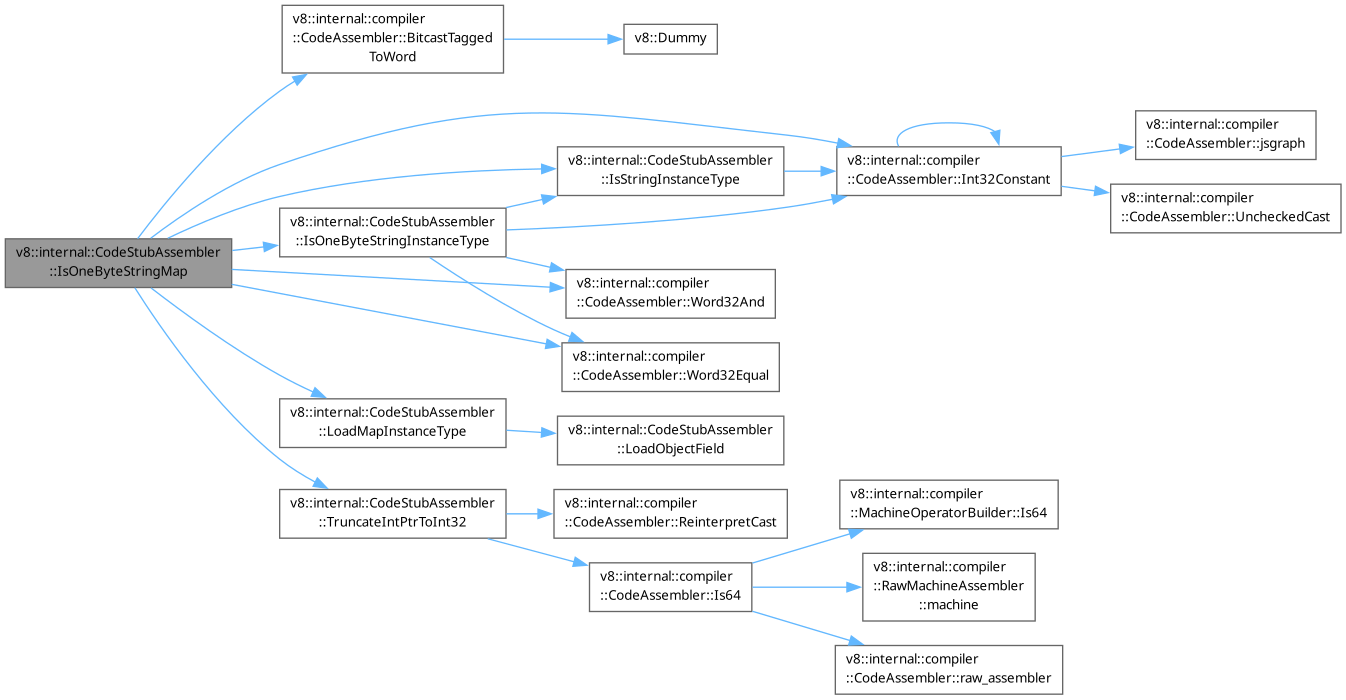 v8::internal::compiler
::CodeAssembler::BitcastTagged
ToWord
v8::Dummy
v8::internal::compiler
::CodeAssembler::jsgraph
v8::internal::CodeStubAssembler
::IsStringInstanceType
v8::internal::compiler
::CodeAssembler::Int32Constant
v8::internal::compiler
::CodeAssembler::UncheckedCast
v8::internal::CodeStubAssembler
::IsOneByteStringInstanceType
v8::internal::CodeStubAssembler
::IsOneByteStringMap
v8::internal::compiler
::CodeAssembler::Word32And
v8::internal::compiler
::CodeAssembler::Word32Equal
v8::internal::CodeStubAssembler
::LoadMapInstanceType
v8::internal::CodeStubAssembler
::LoadObjectField
v8::internal::CodeStubAssembler
::TruncateIntPtrToInt32
v8::internal::compiler
::CodeAssembler::ReinterpretCast
v8::internal::compiler
::MachineOperatorBuilder::Is64
v8::internal::compiler
::CodeAssembler::Is64
v8::internal::compiler
::RawMachineAssembler
::machine
v8::internal::compiler
::CodeAssembler::raw_assembler